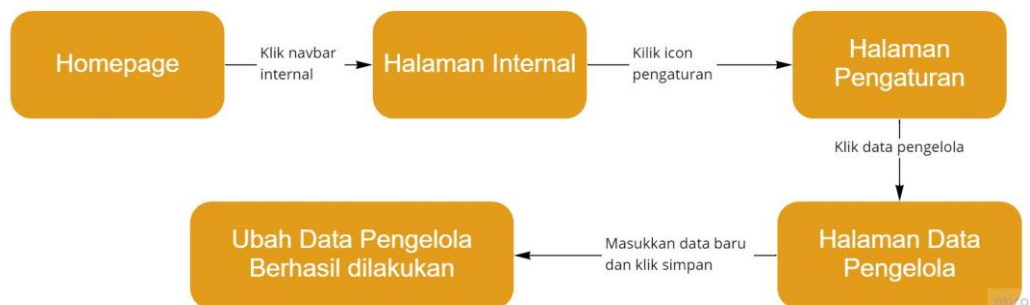 Homepage
Klik navbar
internal
Halaman Internal
Kilik icon
pengaturan
Halaman
Pengaturan
Klik data pengelola
Halaman Data
Pengelola
Masukkan data baru
dan klik simpan
Ubah Data Pengelola
Berhasil dilakukan
miro